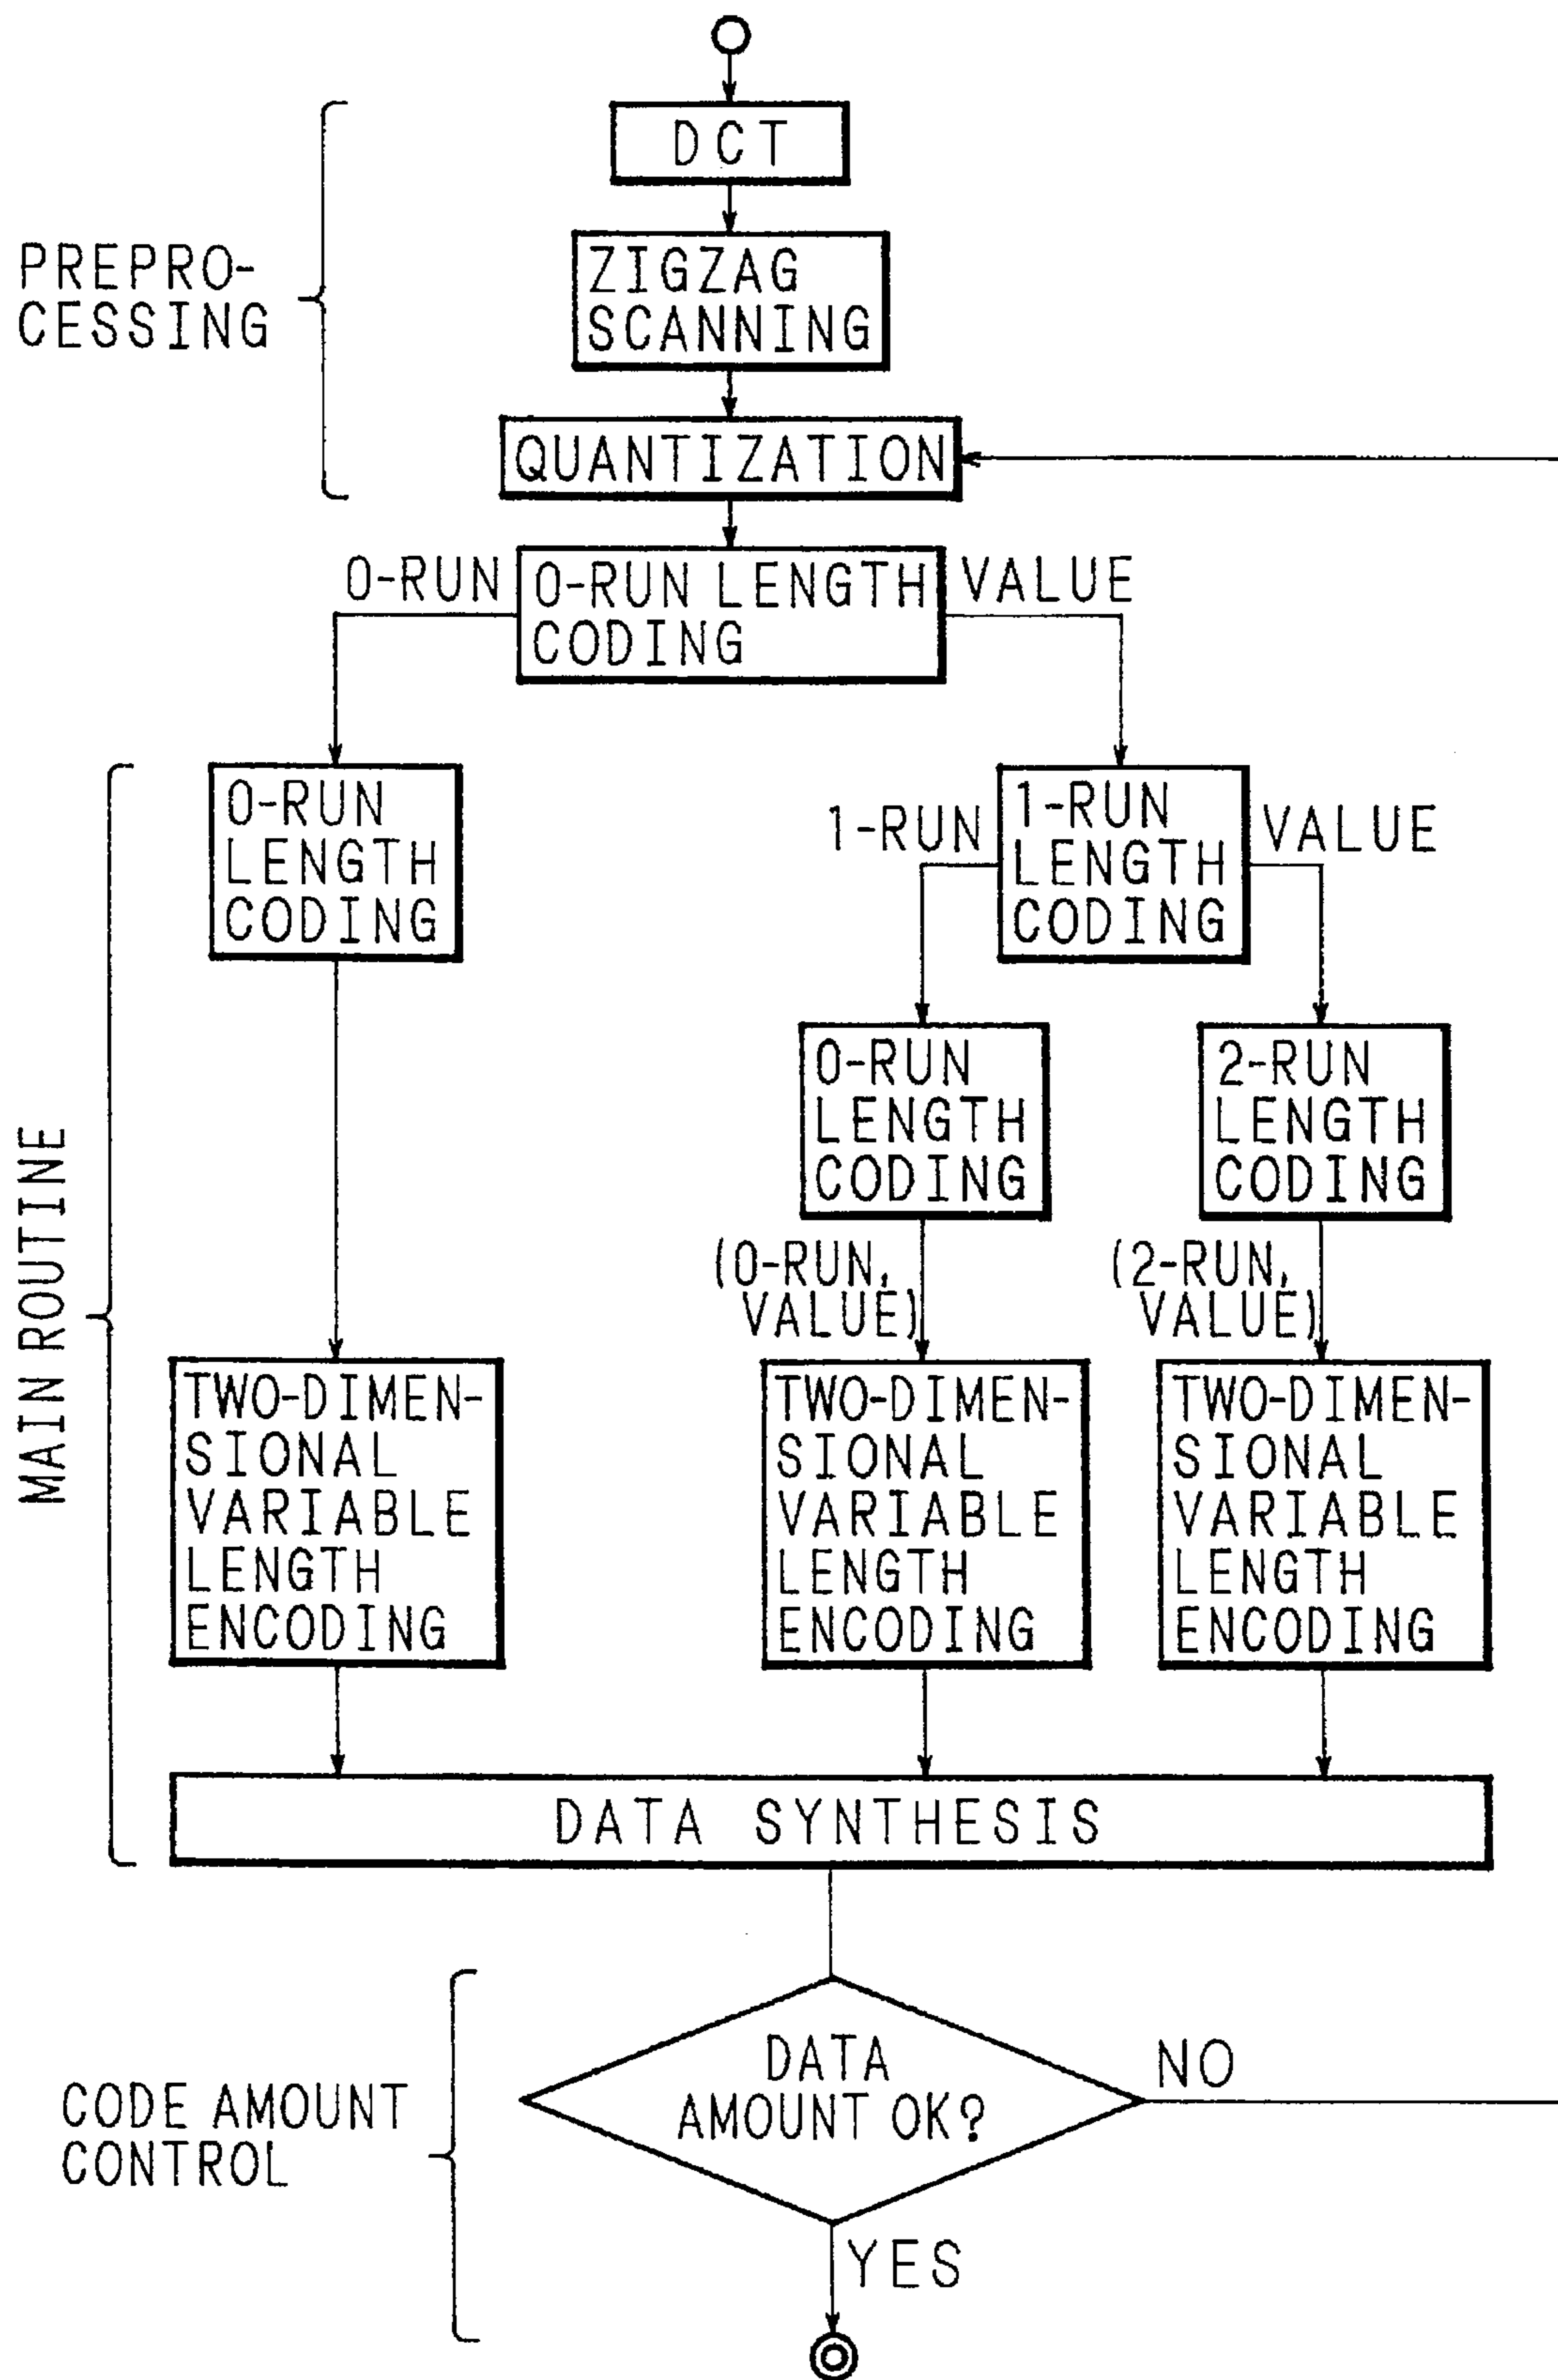 DCT
ZIGZAG
SCANNING
PREPRO-
CESSING
QUANTIZATION
0-RUN
0-RUN LENGTH
CODING
VALUE
0-RUN
LENGTH
CODING
1-RUN
1-RUN
LENGTH
CODING
VALUE
0-RUN
LENGTH
CODING
2-RUN
LENGTH
CODING
(0-RUN,
VALUE)
(2-RUN,
VALUE)
MAIN ROUTINE
TWO-DIMEN-
SIONAL
VARIABLE
LENGTH
ENCODING
TWO-DIMEN-
SIONAL
VARIABLE
LENGTH
ENCODING
TWO-DIMEN-
SIONAL
VARIABLE
LENGTH
ENCODING
DATA SYNTHESIS
DATA
AMOUNT OK?
NO
CODE AMOUNT
CONTROL
YES